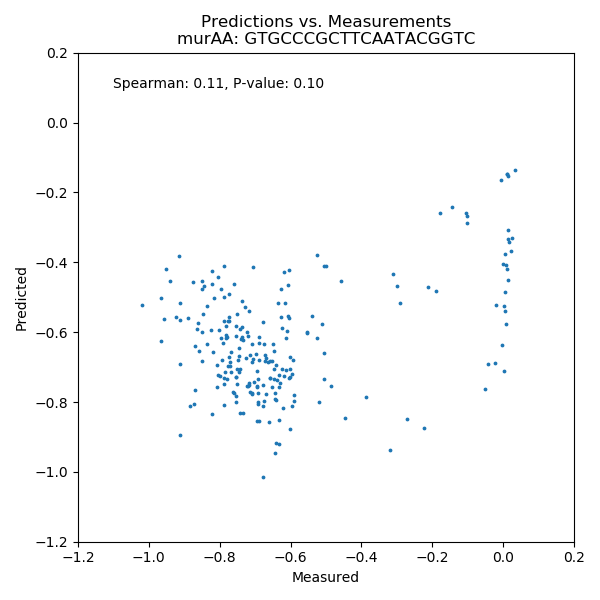 Predictions vs. Measurements
murAA: GTGCCCGCTTCAATACGGTC
Spearman: 0.11, P-value: 0.10
0.2
0.0
−0.2
−0.4
−0.6
−0.8
−1.0
−1.2
Predicted
−1.2 −1.0 −0.8 −0.6 −0.4 −0.2 0.0 0.2
Measured